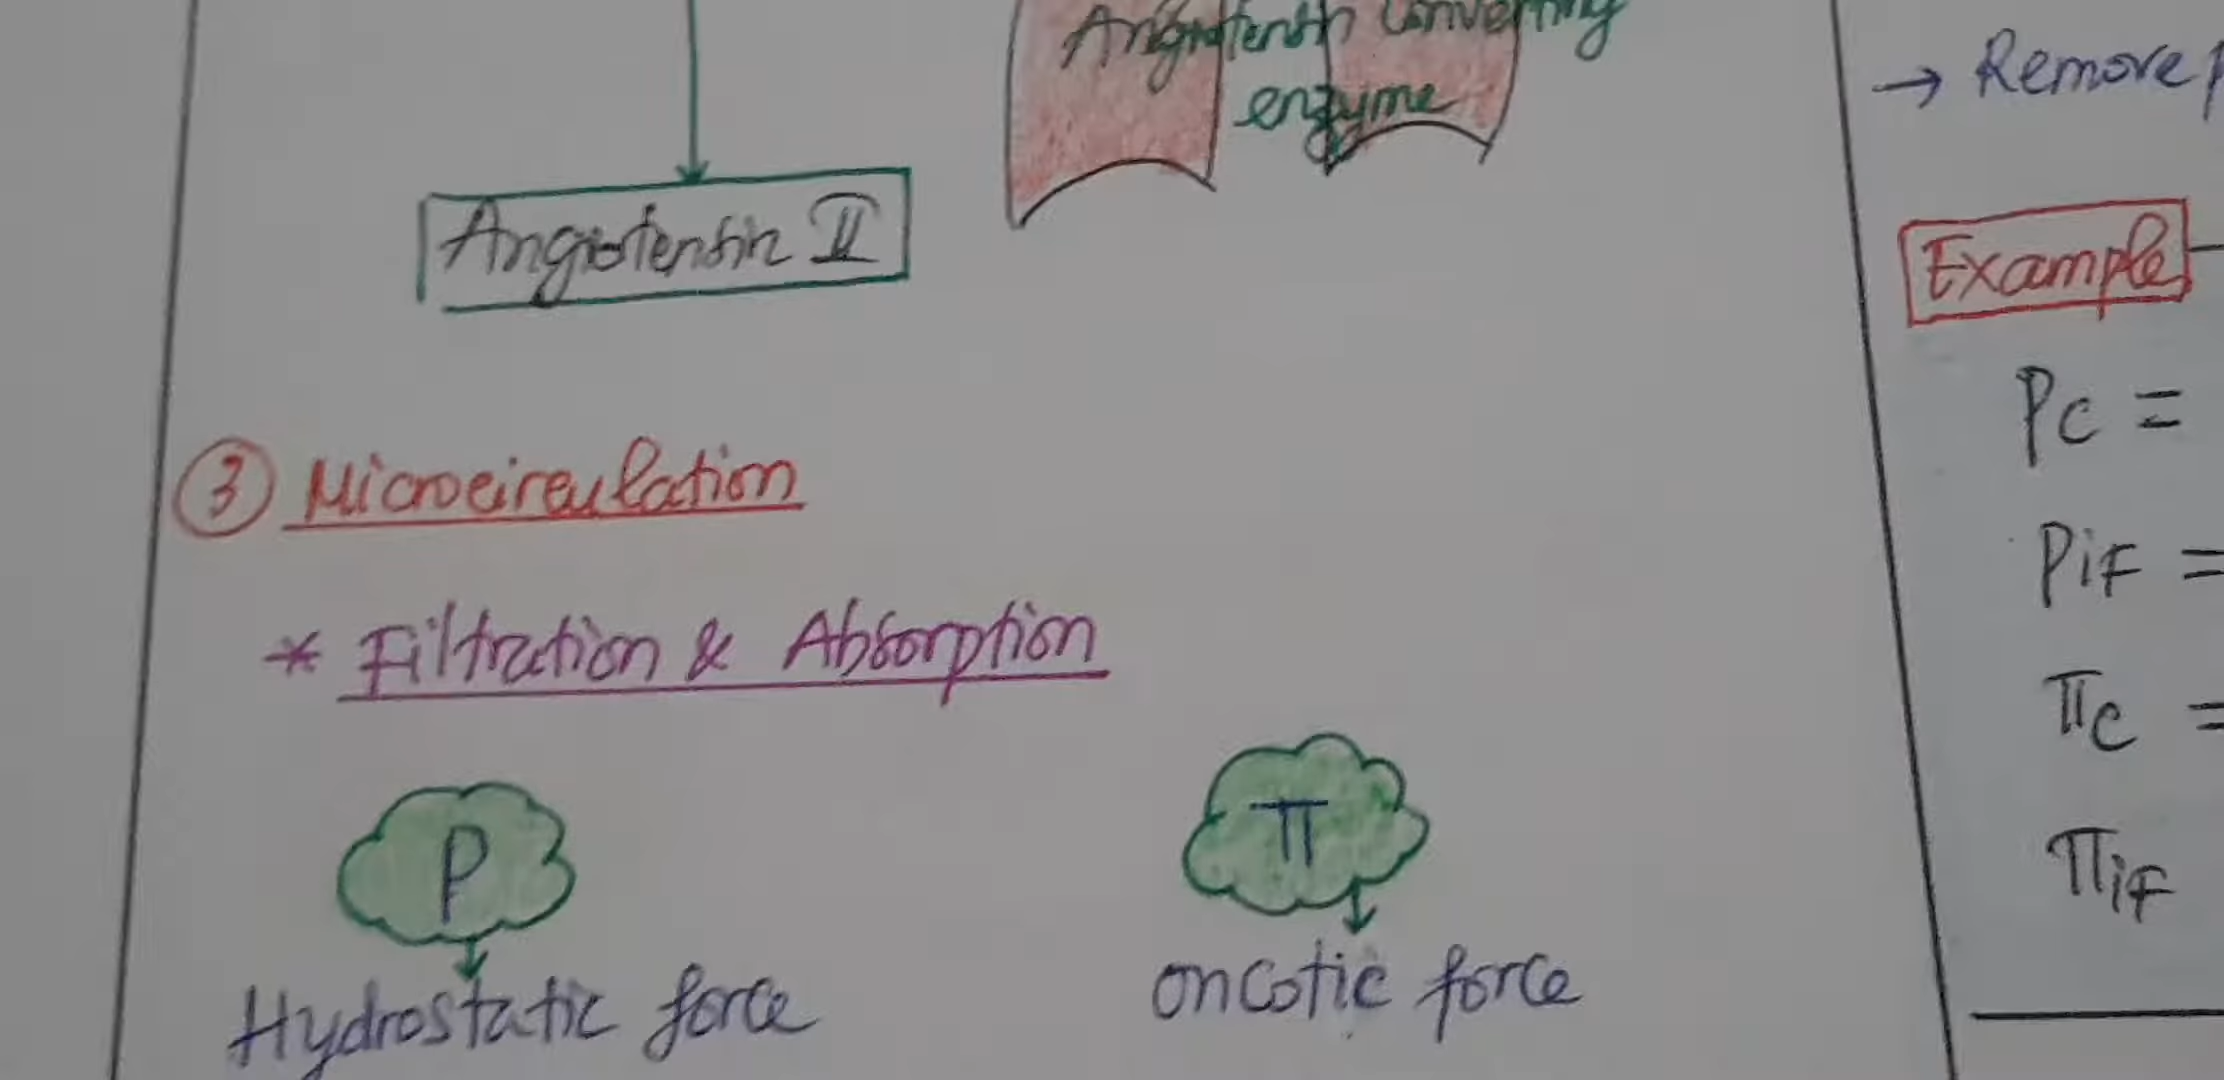 Angiotensin Converting
enzyme
Angiotensin II
③ Microcirculation
* Filtration & Absorption
P
Hydrostatic force
π
oncotic force
→ Remove
Example
Pc =
PiF =
πc =
πiF